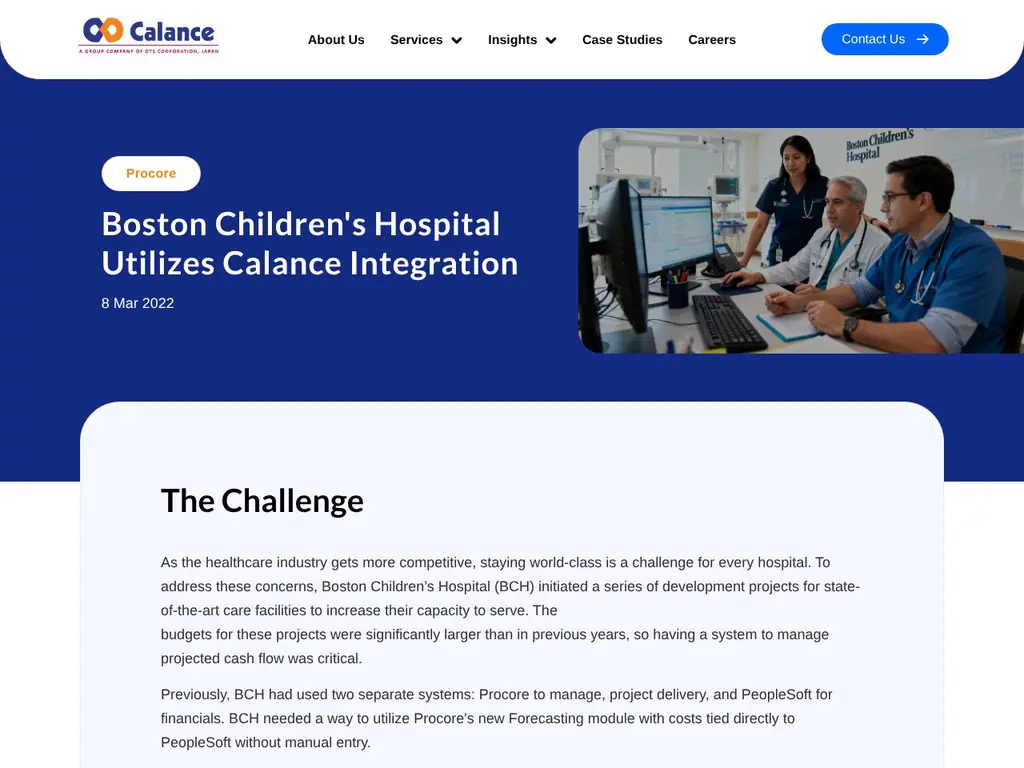 Calance
A GROUP COMPANY OF DTS CORPORATION, JAPAN
About Us
Services
Insights
Case Studies
Careers
Contact Us
Boston Children's
Hospital
Procore
Boston Children's Hospital
Utilizes Calance Integration
8 Mar 2022
The Challenge
As the healthcare industry gets more competitive, staying world-class is a challenge for every hospital. To
address these concerns, Boston Children’s Hospital (BCH) initiated a series of development projects for state-
of-the-art care facilities to increase their capacity to serve. The
budgets for these projects were significantly larger than in previous years, so having a system to manage
projected cash flow was critical.
Previously, BCH had used two separate systems: Procore to manage, project delivery, and PeopleSoft for
financials. BCH needed a way to utilize Procore's new Forecasting module with costs tied directly to
PeopleSoft without manual entry.